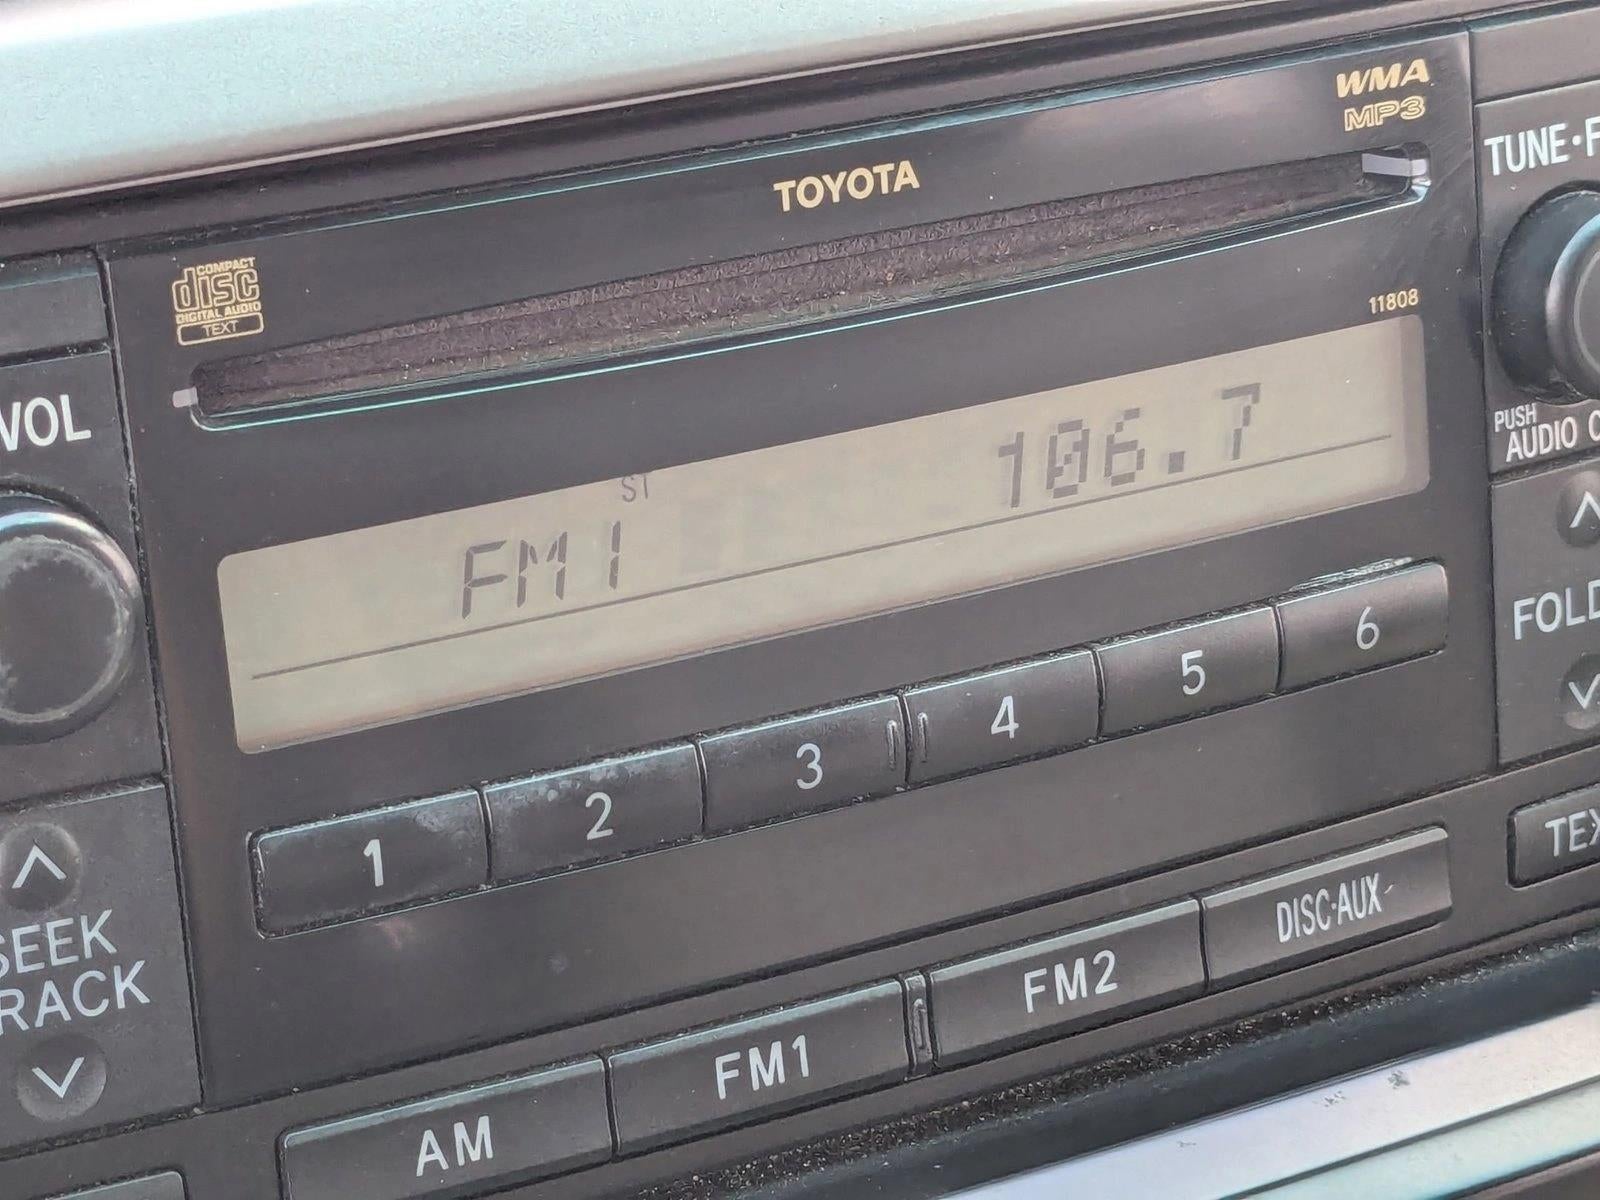 WMA
MP3
TOYOTA
TUNE·F
COMPACT
disc
DIGITAL AUDIO
TEXT
11808
VOL
PUSH
AUDIO
ST
106.7
FM1
FOLD
1 2 3 4 5 6
SEEK
TRACK
TEX
DISC·AUX
FM2
FM1
AM